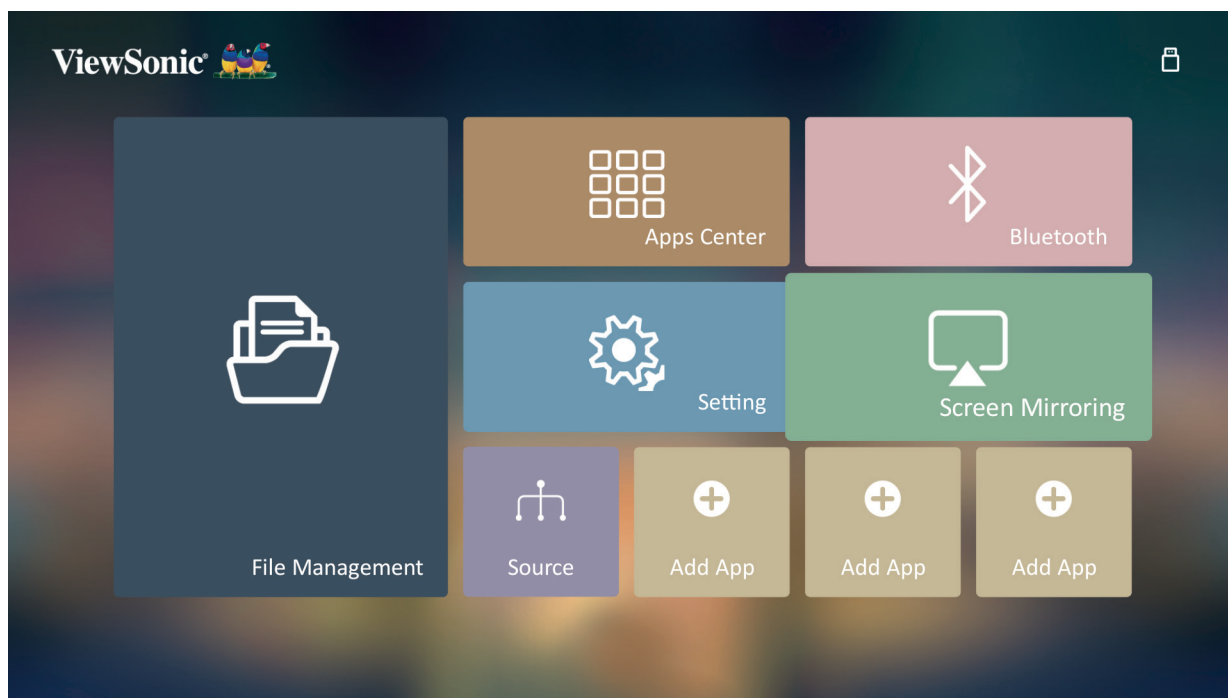 ViewSonic®
Apps Center
Bluetooth
Setting
Screen Mirroring
File Management
Source
Add App
Add App
Add App